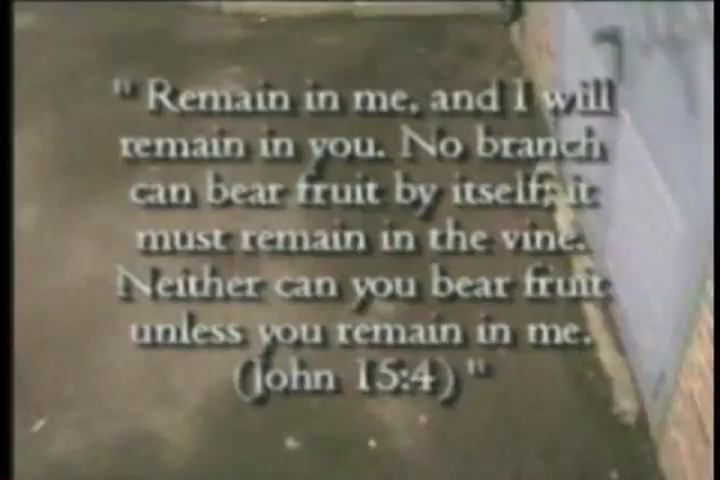 " Remain in me, and I will
remain in you. No branch
can bear fruit by itself; it
must remain in the vine.
Neither can you bear fruit
unless you remain in me.
(John 15:4) "